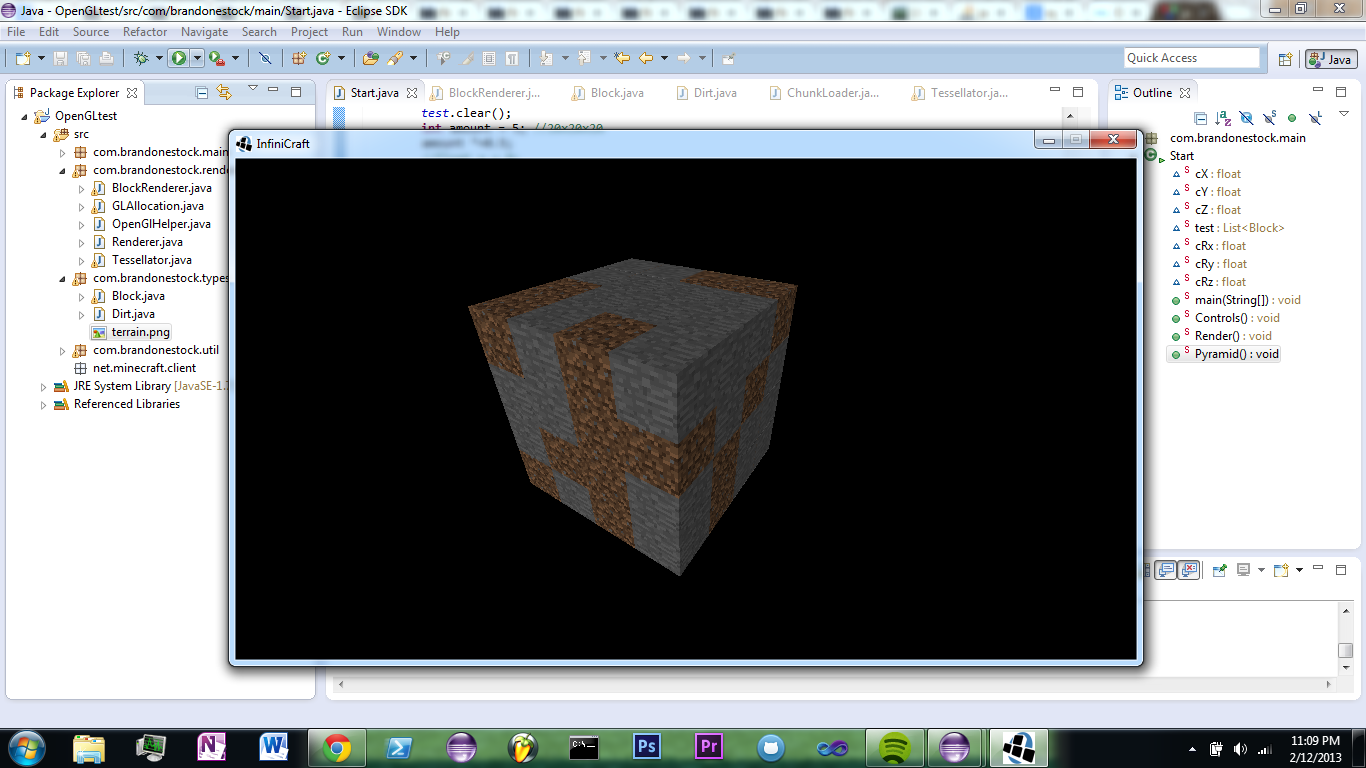 Java - OpenGLtest/src/com/brandonestock/main/Start.java - Eclipse SDK
File Edit Source Refactor Navigate Search Project Run Window Help
Quick Access
Java
Package Explorer
Start.java
BlockRenderer.j...
Block.java
Dirt.java
ChunkLoader.ja...
Tessellator.ja...
Outline
OpenGLtest
src
com.brandonestock.main
com.brandonestock.rende
BlockRenderer.java
GLAllocation.java
OpenGlHelper.java
Renderer.java
Tessellator.java
com.brandonestock.types
Block.java
Dirt.java
terrain.png
com.brandonestock.util
net.minecraft.client
JRE System Library [JavaSE-1.
Referenced Libraries
test.clear();
int amount = 5; //20x20x20
InfiniCraft
com.brandonestock.main
Start
cX : float
cY : float
cZ : float
test : List<Block>
cRx : float
cRy : float
cRz : float
main(String[]) : void
Controls() : void
Render() : void
Pyramid() : void
C:\
Ps
Pr
11:09 PM
2/12/2013